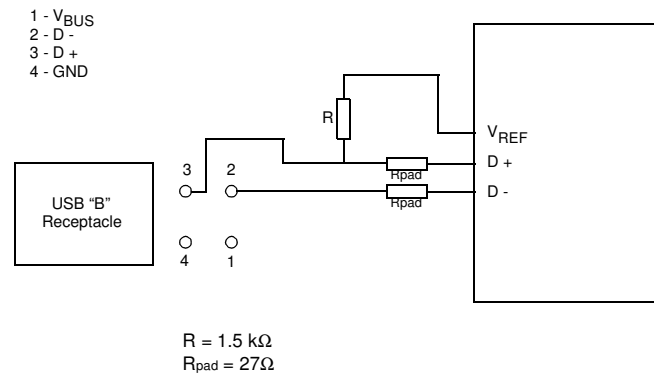 1 - VBUS
2 - D -
3 - D +
4 - GND
R
VREF
3
2
D +
Rpad
USB “B”
Receptacle
D -
Rpad
4
1
R = 1.5 kΩ
Rpad = 27Ω